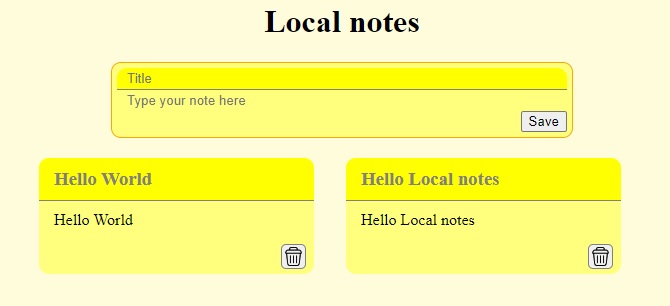 Local notes
Title
Type your note here
Save
Hello World
Hello World
Hello Local notes
Hello Local notes